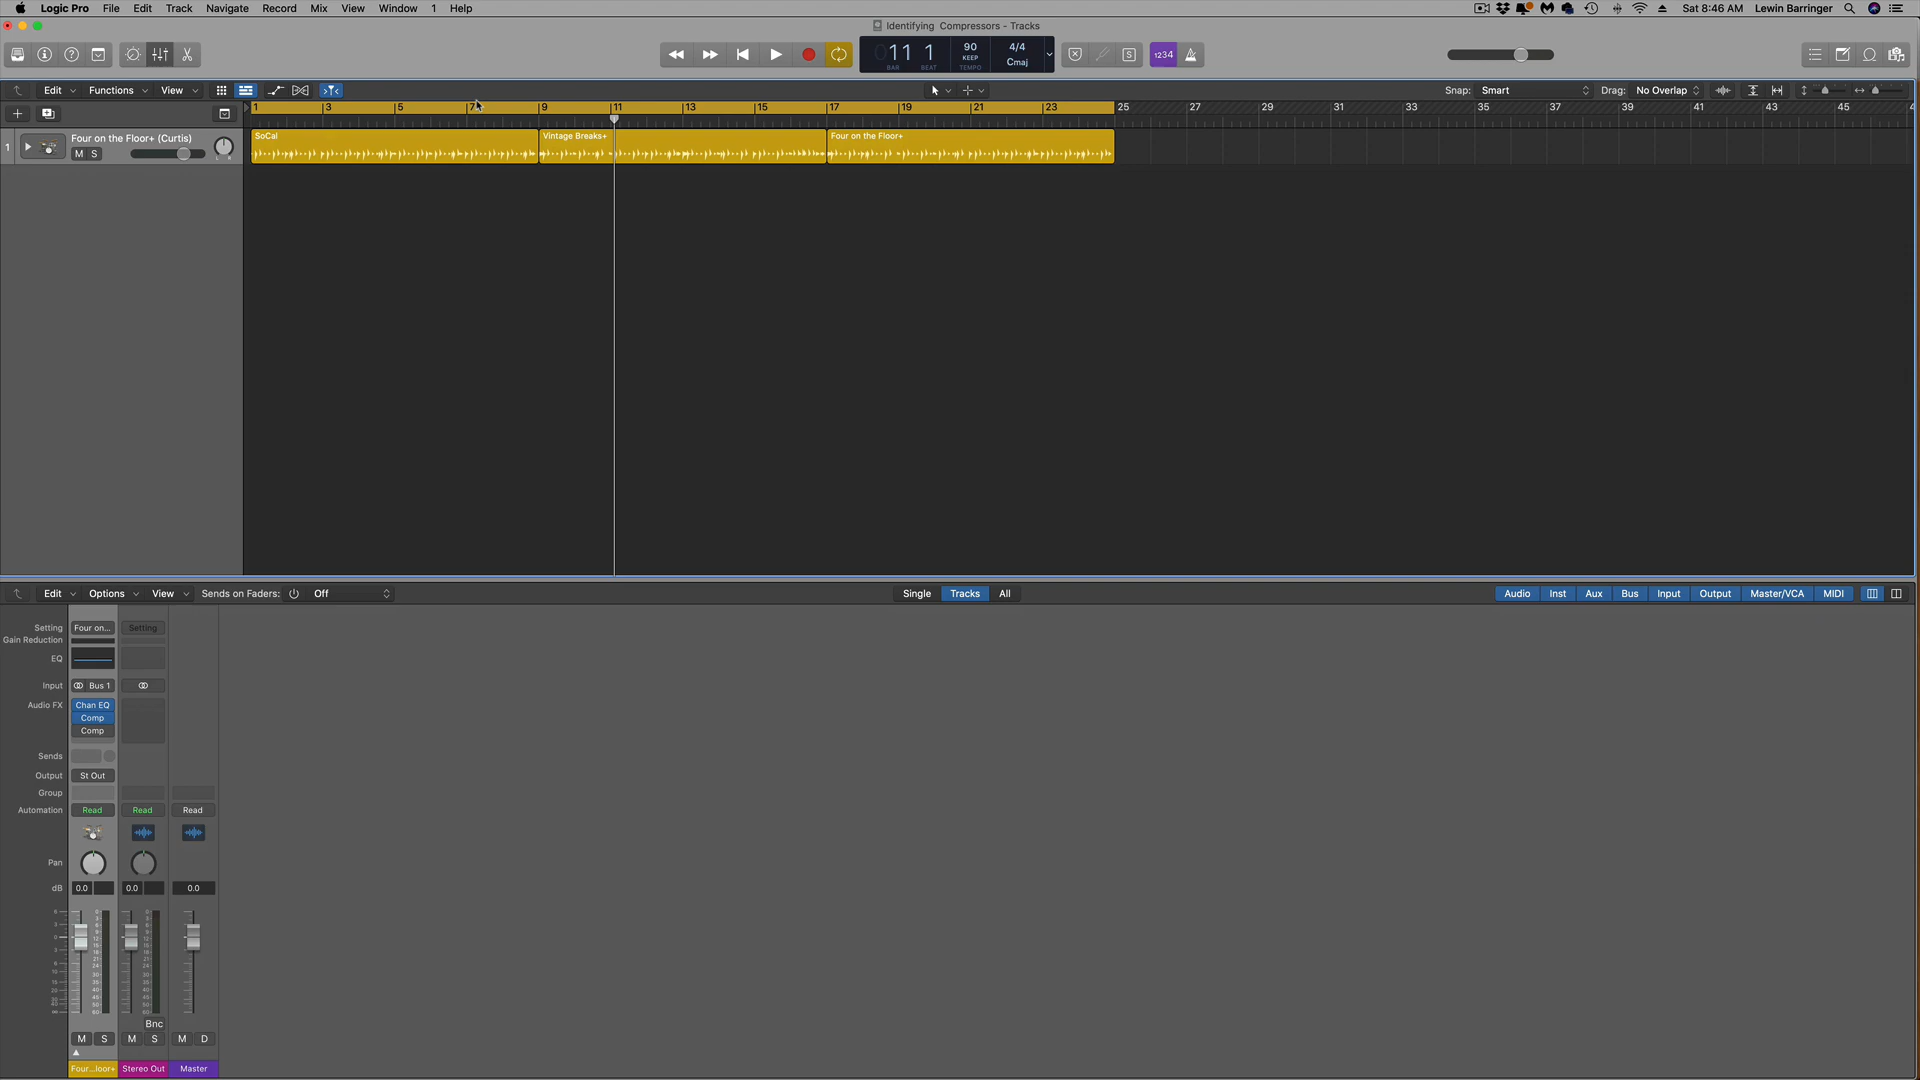 Logic Pro File Edit Track Navigate Record Mix View Window 1 Help Sat 8:46 AM Lewin Barringer
Identifying Compressors - Tracks
11 1 90 KEEP 4/4 Cmaj 1234
BAR BEAT TEMPO
S
Edit Functions View Snap: Smart Drag: No Overlap
1 3 5 7 9 11 13 15 17 19 21 23 25 27 29 31 33 35 37 39 41 43 45
1 Four on the Floor+ (Curtis) SoCal Vintage Breaks+ Four on the Floor+
M S L R
Edit Options View Sends on Faders: Off Single Tracks All Audio Inst Aux Bus Input Output Master/VCA MIDI
Setting Four on... Setting
Gain Reduction
EQ
Input Bus 1
Audio FX Chan EQ
Comp
Comp
Sends
Output St Out
Group
Automation Read Read Read
Pan
dB 0.0 0.0 0.0
Bnc
M S M S M D
Four...loor+ Stereo Out Master